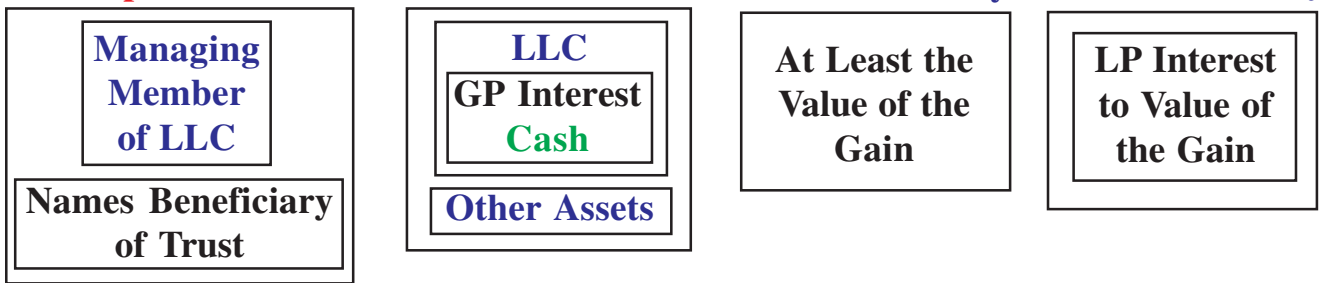 Managing
Member
of LLC
Names Beneficiary
of Trust
LLC
GP Interest
Cash
Other Assets
At Least the
Value of the
Gain
LP Interest
to Value of
the Gain